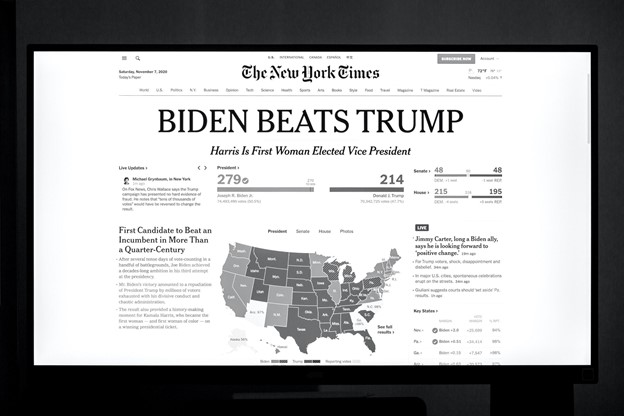 U.S. INTERNATIONAL CANADA ESPAÑOL 中文
SUBSCRIBE NOW Account
Saturday, November 7, 2020
Today's Paper
The New York Times
World U.S. Politics N.Y. Business Opinion Tech Science Health Sports Arts Books Style Food Travel Magazine T Magazine Real Estate Video
BIDEN BEATS TRUMP
Harris Is First Woman Elected Vice President
Live Updates
Michael Grynbaum, in New York
On Fox News, Chris Wallace says the Trump
campaign has presented no hard evidence of
fraud. He notes that "tens of thousands of
votes" would have to be reversed to change the
result.
President
279 214
Joseph R. Biden Jr. Donald J. Trump
Senate 48 48
House 215 195
First Candidate to Beat an
Incumbent in More Than
a Quarter-Century
After several tense days of vote-counting in a
handful of battlegrounds, Joe Biden achieved
a decades-long ambition in his third attempt
at the presidency.
Mr. Biden's victory amounted to a repudiation
of President Trump by millions of voters
exhausted with his divisive conduct and
chaotic administration.
The result also provided a history-making
moment for Kamala Harris, who became the
first woman — and first woman of color — on
a winning presidential ticket.
President Senate House Photos
See full
results
Biden Trump Reporting
LIVE
Jimmy Carter, long a Biden ally,
says he is looking forward to
'positive change.'
For Trump voters, shock, disappointment and
disbelief.
In major U.S. cities, spontaneous celebrations
erupt on the streets.
Giuliani suggests courts should 'set aside' Pa.
results.
Key States
Nev.
Pa.
Ga.